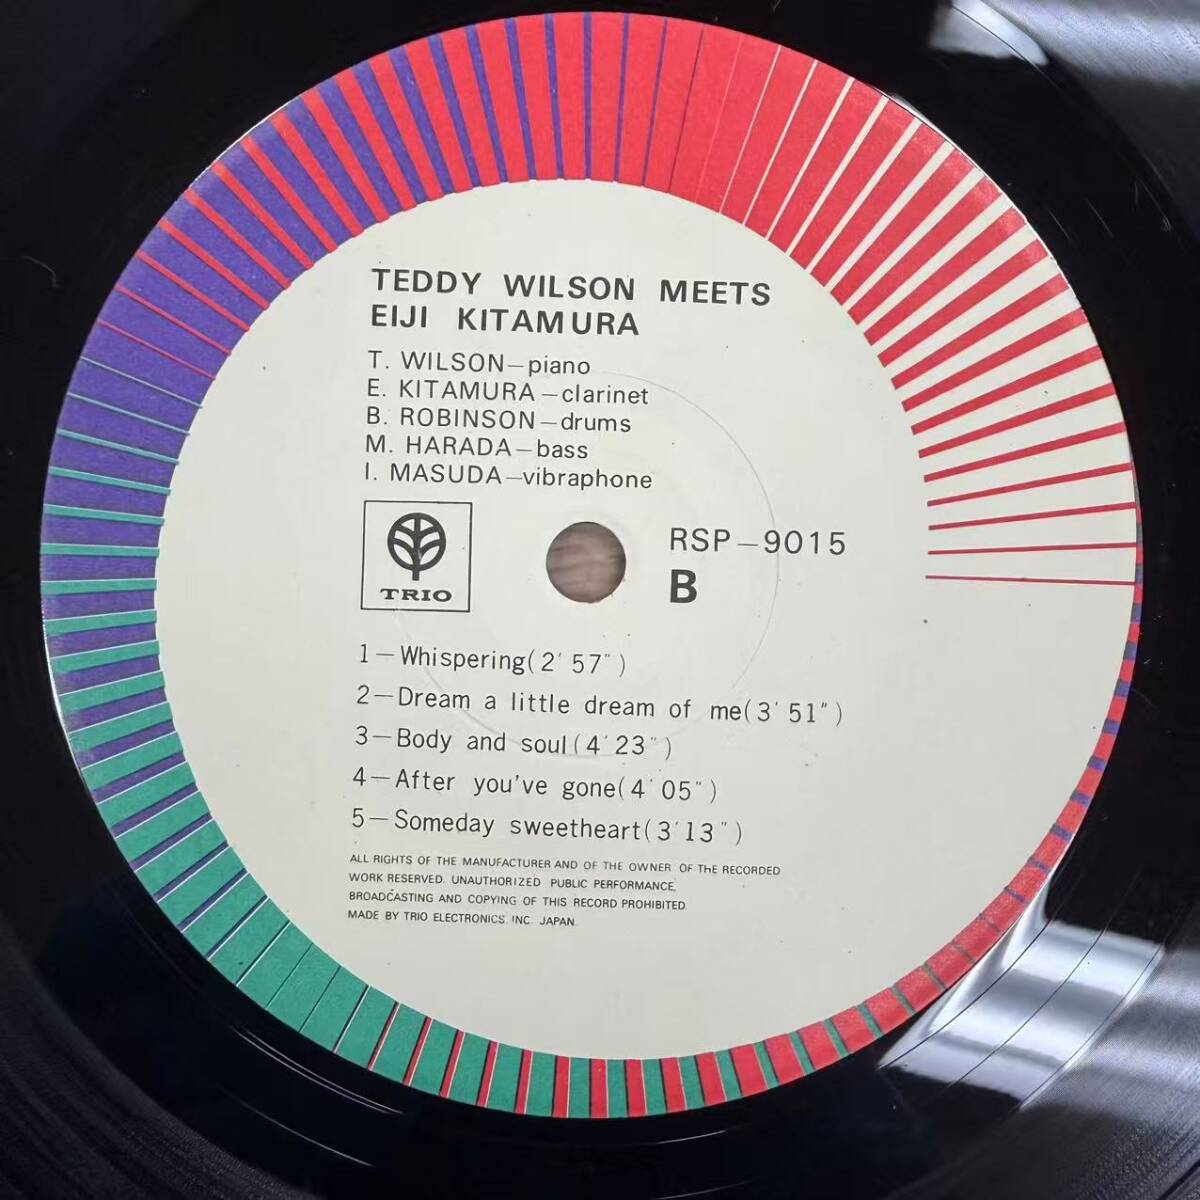 TEDDY WILSON MEETS
EIJI KITAMURA
T. WILSON—piano
E. KITAMURA—clarinet
B. ROBINSON—drums
M. HARADA—bass
I. MASUDA—vibraphone
TRIO
RSP—9015
B
1—Whispering(2' 57")
2—Dream a little dream of me(3' 51")
3—Body and soul(4' 23")
4—After you've gone(4' 05")
5—Someday sweetheart(3' 13")
ALL RIGHTS OF THE MANUFACTURER AND OF THE OWNER OF THE RECORDED
WORK RESERVED. UNAUTHORIZED PUBLIC PERFORMANCE,
BROADCASTING AND COPYING OF THIS RECORD PROHIBITED
MADE BY TRIO ELECTRONICS. INC. JAPAN.